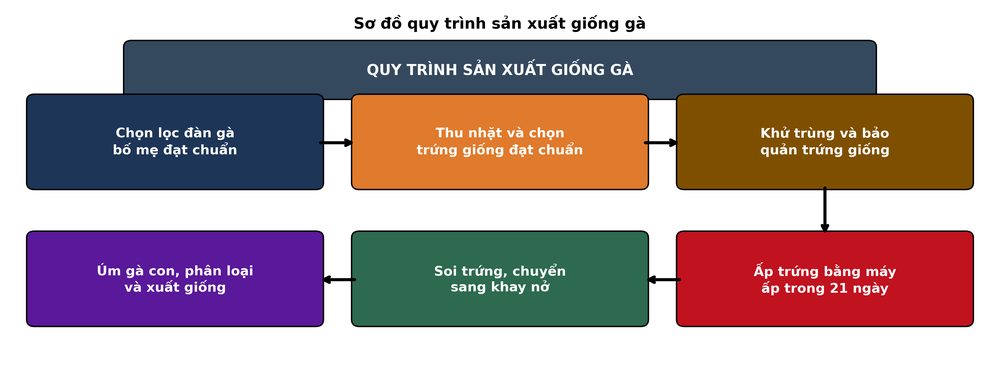 Sơ đồ quy trình sản xuất giống gà
QUY TRÌNH SẢN XUẤT GIỐNG GÀ
Chọn lọc đàn gà
bố mẹ đạt chuẩn
Thu nhặt và chọn
trứng giống đạt chuẩn
Khử trùng và bảo
quản trứng giống
Ấp trứng bằng máy
ấp trong 21 ngày
Soi trứng, chuyển
sang khay nở
Úm gà con, phân loại
và xuất giống